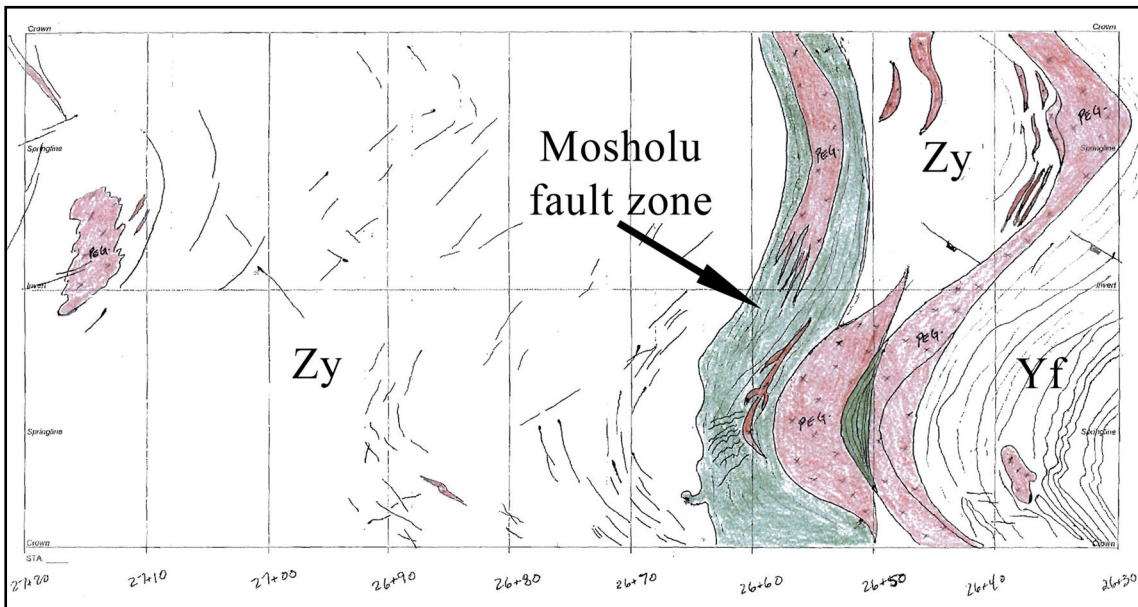 Crown
Crown
PEG.
PEG.
Springline
Springline
Mosholu
fault zone
Zy
PEG.
Invert
Invert
Zy
PEG.
Yf
PEG.
Springline
Springline
Crown
Crown
STA.
27+20
27+10
27+00
26+90
26+80
26+70
26+60
26+50
26+40
26+30